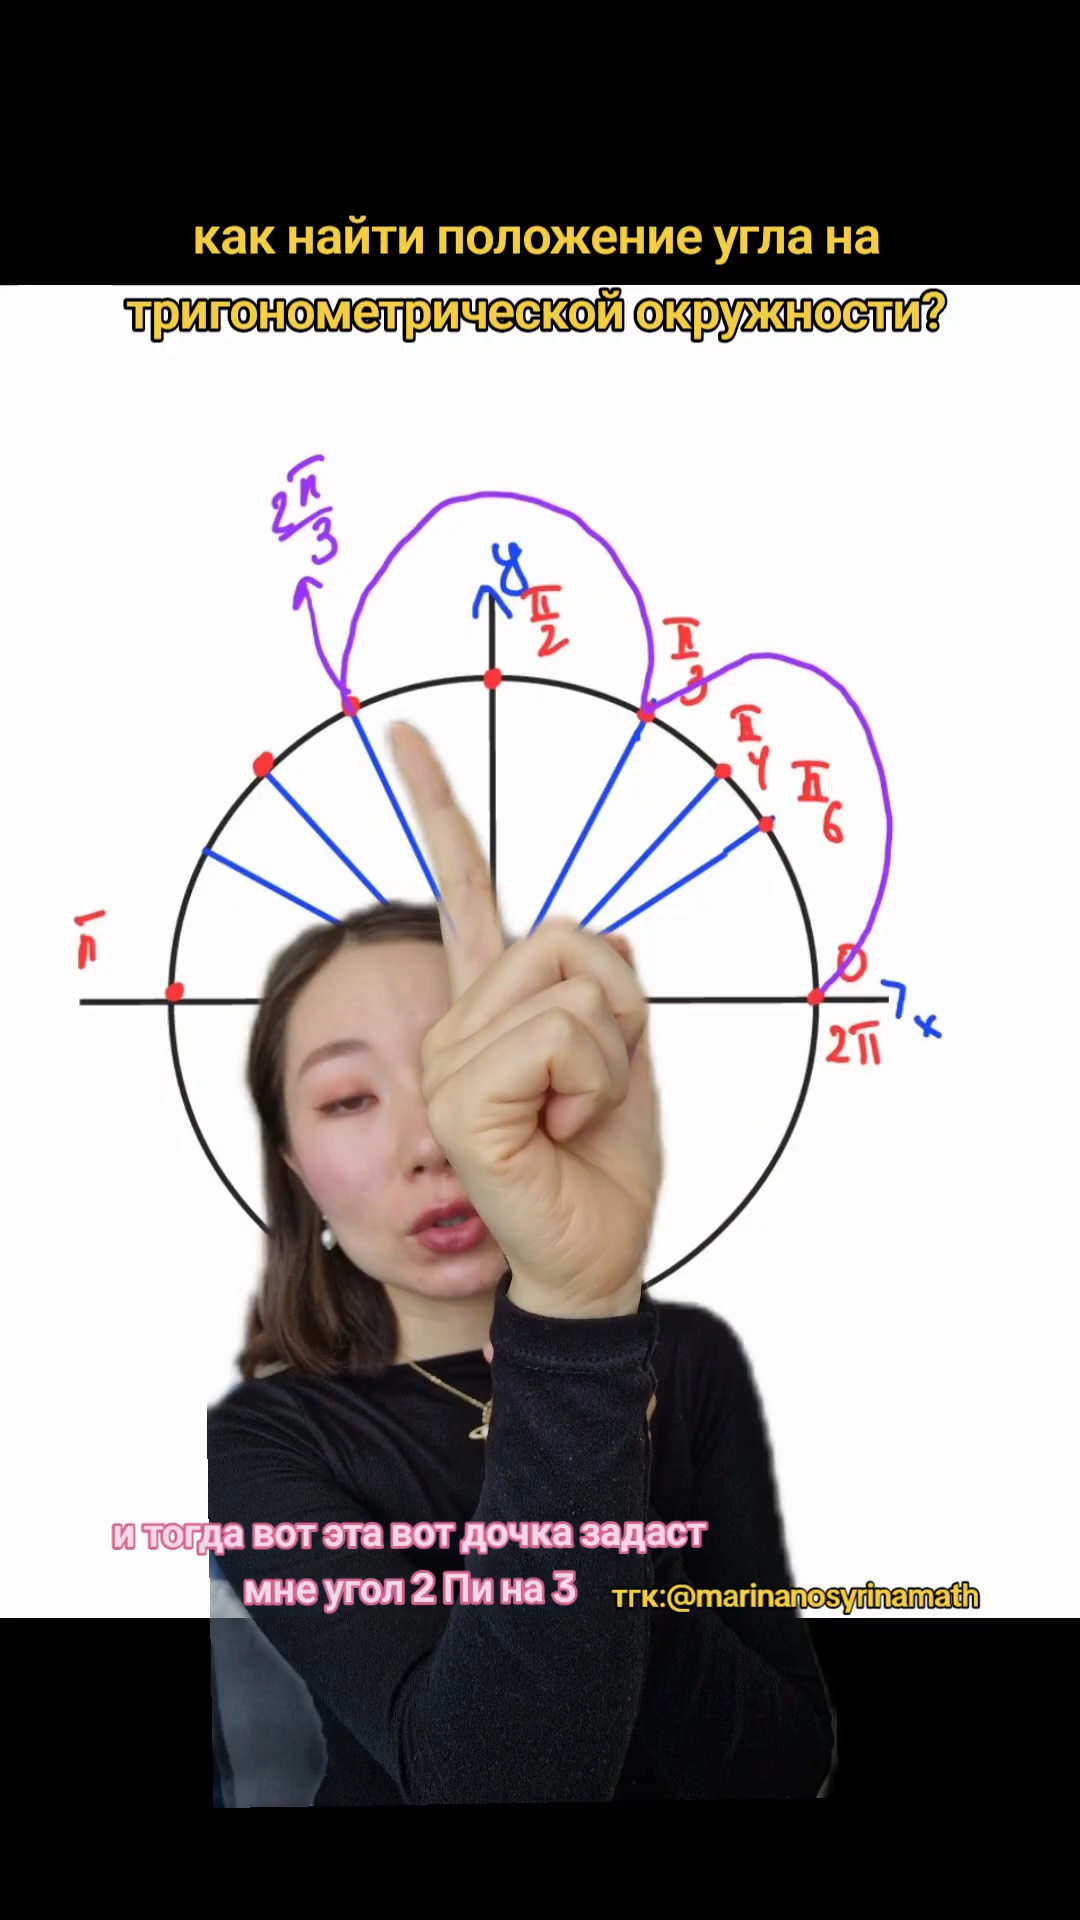 как найти положение угла на
тригонометрической окружности?
2π/3
y
π/2
π/3
π/4
π/6
π
0
x
2π
и тогда вот эта вот дочка задаст
мне угол 2 Пи на 3
тгк:@marinanosyrinamath